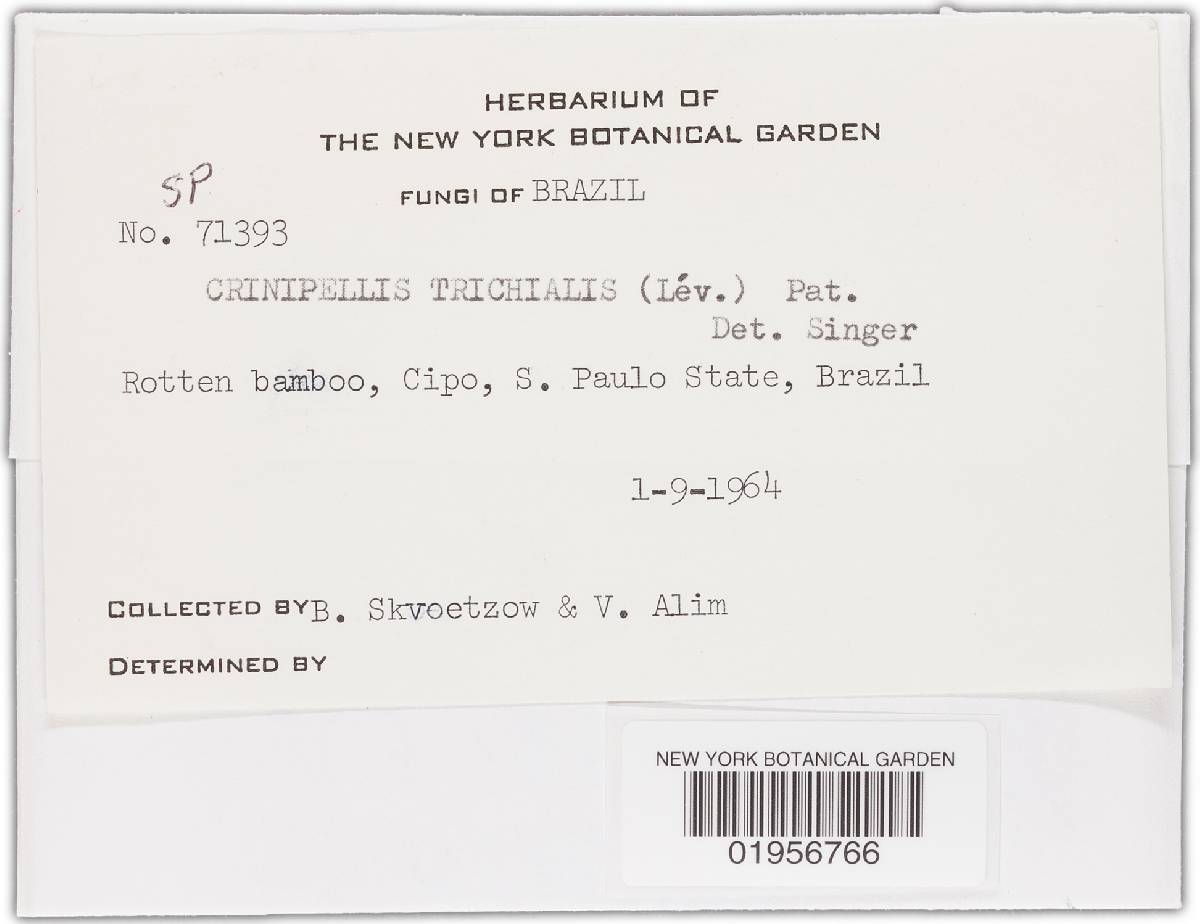 HERBARIUM OF
THE NEW YORK BOTANICAL GARDEN
SP
FUNGI OF BRAZIL
No. 71393
CRINIPELLIS TRICHIALIS (Lév.) Pat.
Det. Singer
Rotten bamboo, Cipo, S. Paulo State, Brazil
1-9-1964
COLLECTED BY B. Skvoetzow & V. Alim
DETERMINED BY
NEW YORK BOTANICAL GARDEN
01956766